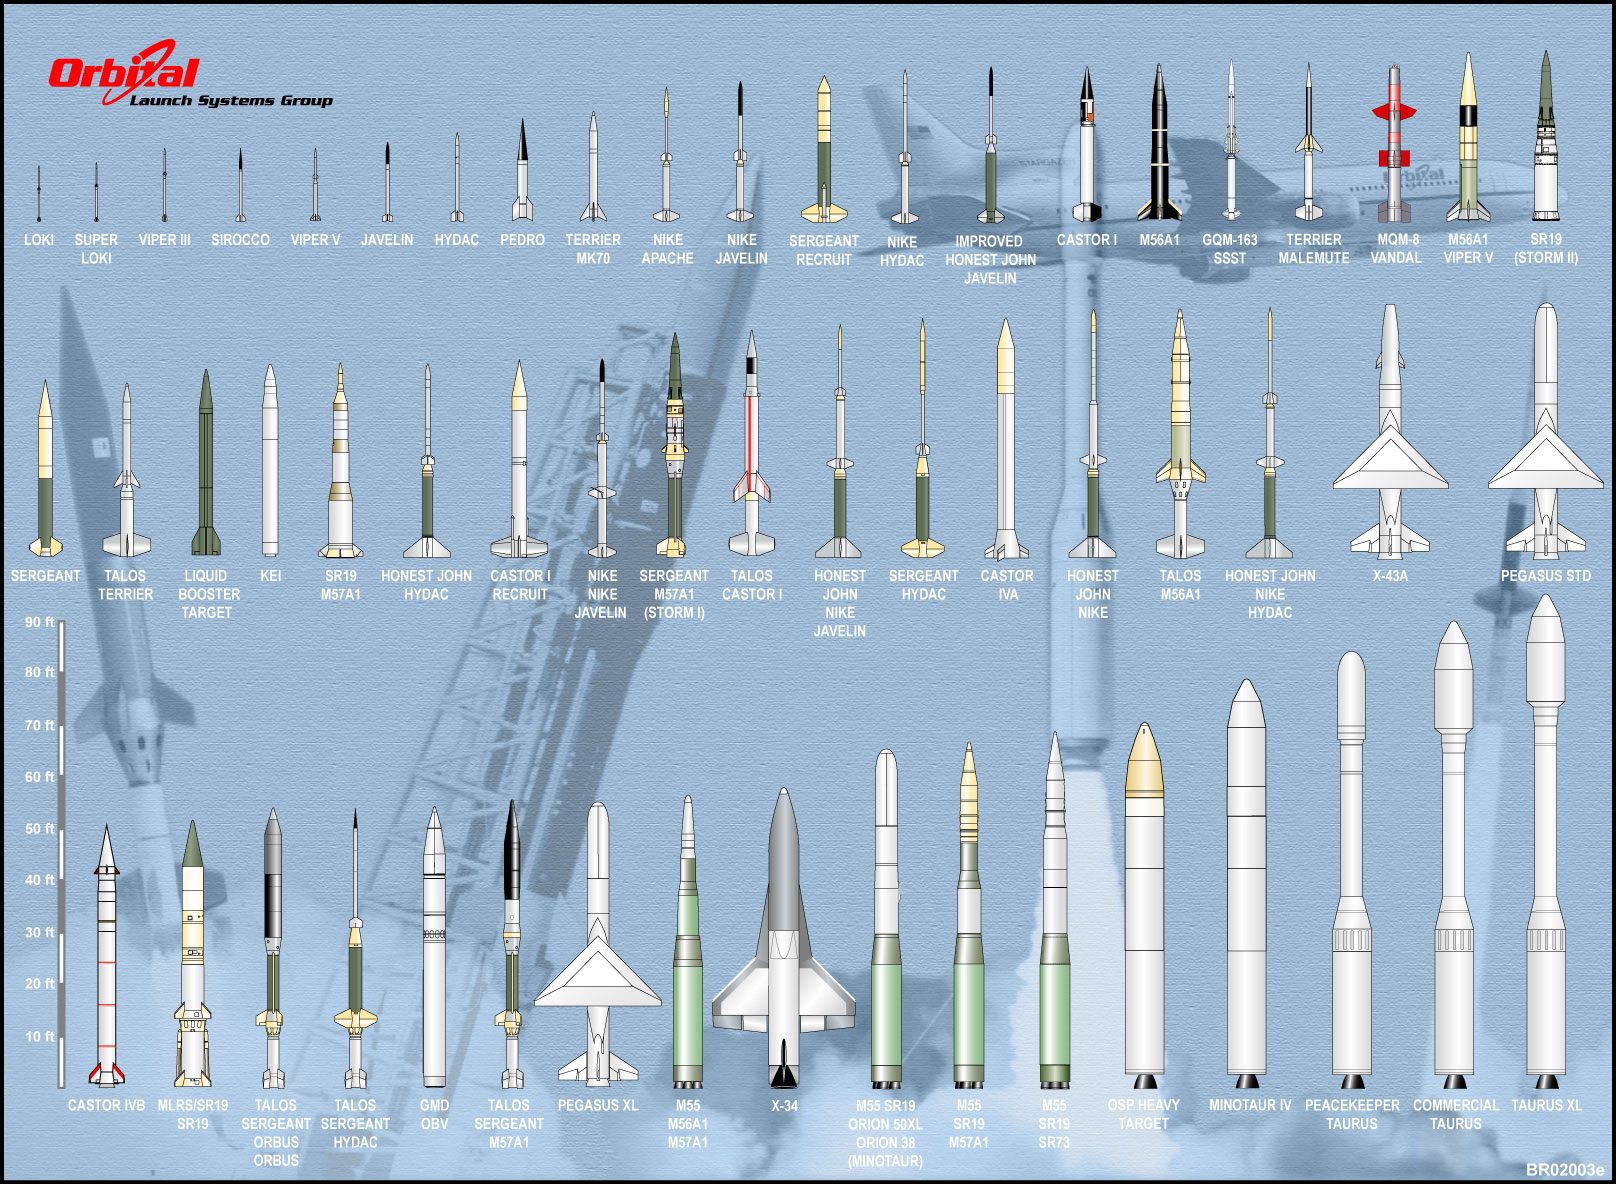 Orbital
Launch Systems Group
LOKI
SUPER
LOKI
VIPER III
SIROCCO
VIPER V
JAVELIN
HYDAC
PEDRO
TERRIER
MK70
NIKE
APACHE
NIKE
JAVELIN
SERGEANT
RECRUIT
NIKE
HYDAC
IMPROVED
HONEST JOHN
JAVELIN
CASTOR I
M56A1
GQM-163
SSST
TERRIER
MALEMUTE
MQM-8
VANDAL
M56A1
VIPER V
SR19
(STORM II)
Orbital
STARGAZER
SERGEANT
TALOS
TERRIER
LIQUID
BOOSTER
TARGET
KEI
SR19
M57A1
HONEST JOHN
HYDAC
CASTOR I
RECRUIT
NIKE
NIKE
JAVELIN
SERGEANT
M57A1
(STORM I)
TALOS
CASTOR I
HONEST
JOHN
NIKE
JAVELIN
SERGEANT
HYDAC
CASTOR
IVA
HONEST
JOHN
NIKE
TALOS
M56A1
HONEST JOHN
NIKE
HYDAC
X-43A
PEGASUS STD
90 ft
80 ft
70 ft
60 ft
50 ft
40 ft
30 ft
20 ft
10 ft
CASTOR IVB
MLRS/SR19
SR19
TALOS
SERGEANT
ORBUS
ORBUS
TALOS
SERGEANT
HYDAC
GMD
OBV
TALOS
SERGEANT
M57A1
PEGASUS XL
M55
M56A1
M57A1
X-34
M55 SR19
ORION 50XL
ORION 38
(MINOTAUR)
M55
SR19
M57A1
M55
SR19
SR73
OSP HEAVY
TARGET
MINOTAUR IV
PEACEKEEPER
TAURUS
COMMERCIAL
TAURUS
TAURUS XL
BR02003e